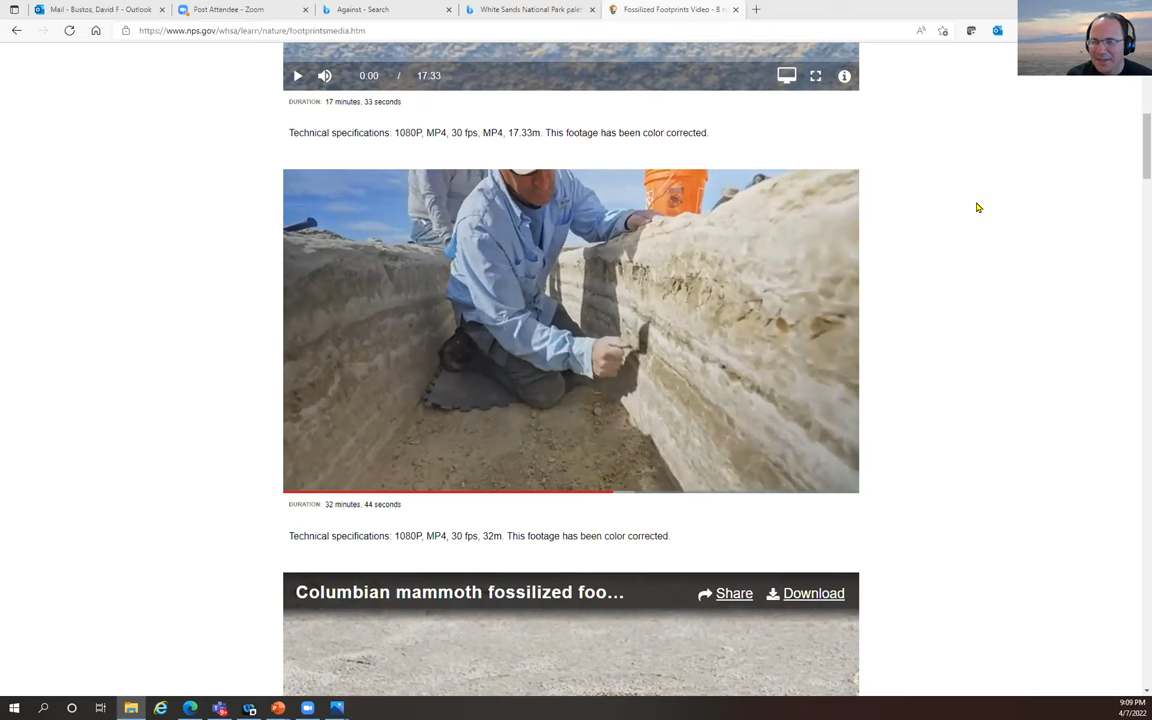 Mail - Bustos, David F - Outlook
Post Attendee - Zoom
Against - Search
White Sands National Park pale
Fossilized Footprints Video - B
https://www.nps.gov/whsa/learn/nature/footprintsmedia.htm
0:00 / 17:33
DURATION: 17 minutes, 33 seconds
Technical specifications: 1080P, MP4, 30 fps, MP4, 17.33m. This footage has been color corrected.
DURATION: 32 minutes, 44 seconds
Technical specifications: 1080P, MP4, 30 fps, 32m. This footage has been color corrected.
Columbian mammoth fossilized foo...
Share
Download
9:09 PM
4/7/2022